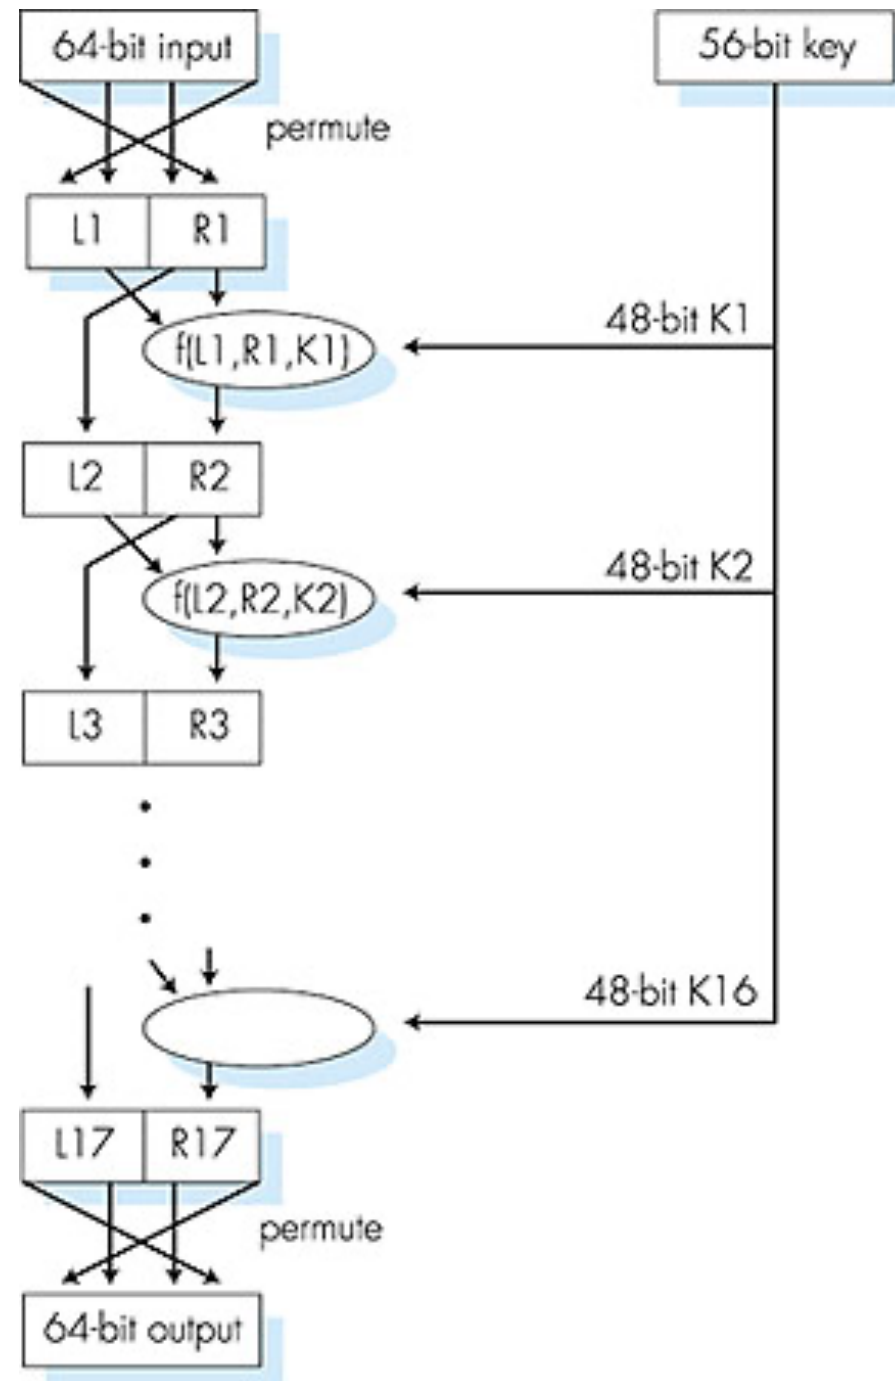 64-bit input
56-bit key
permute
L1 R1
48-bit K1
f(L1,R1,K1)
L2 R2
48-bit K2
f(L2,R2,K2)
L3 R3
48-bit K16
L17 R17
permute
64-bit output